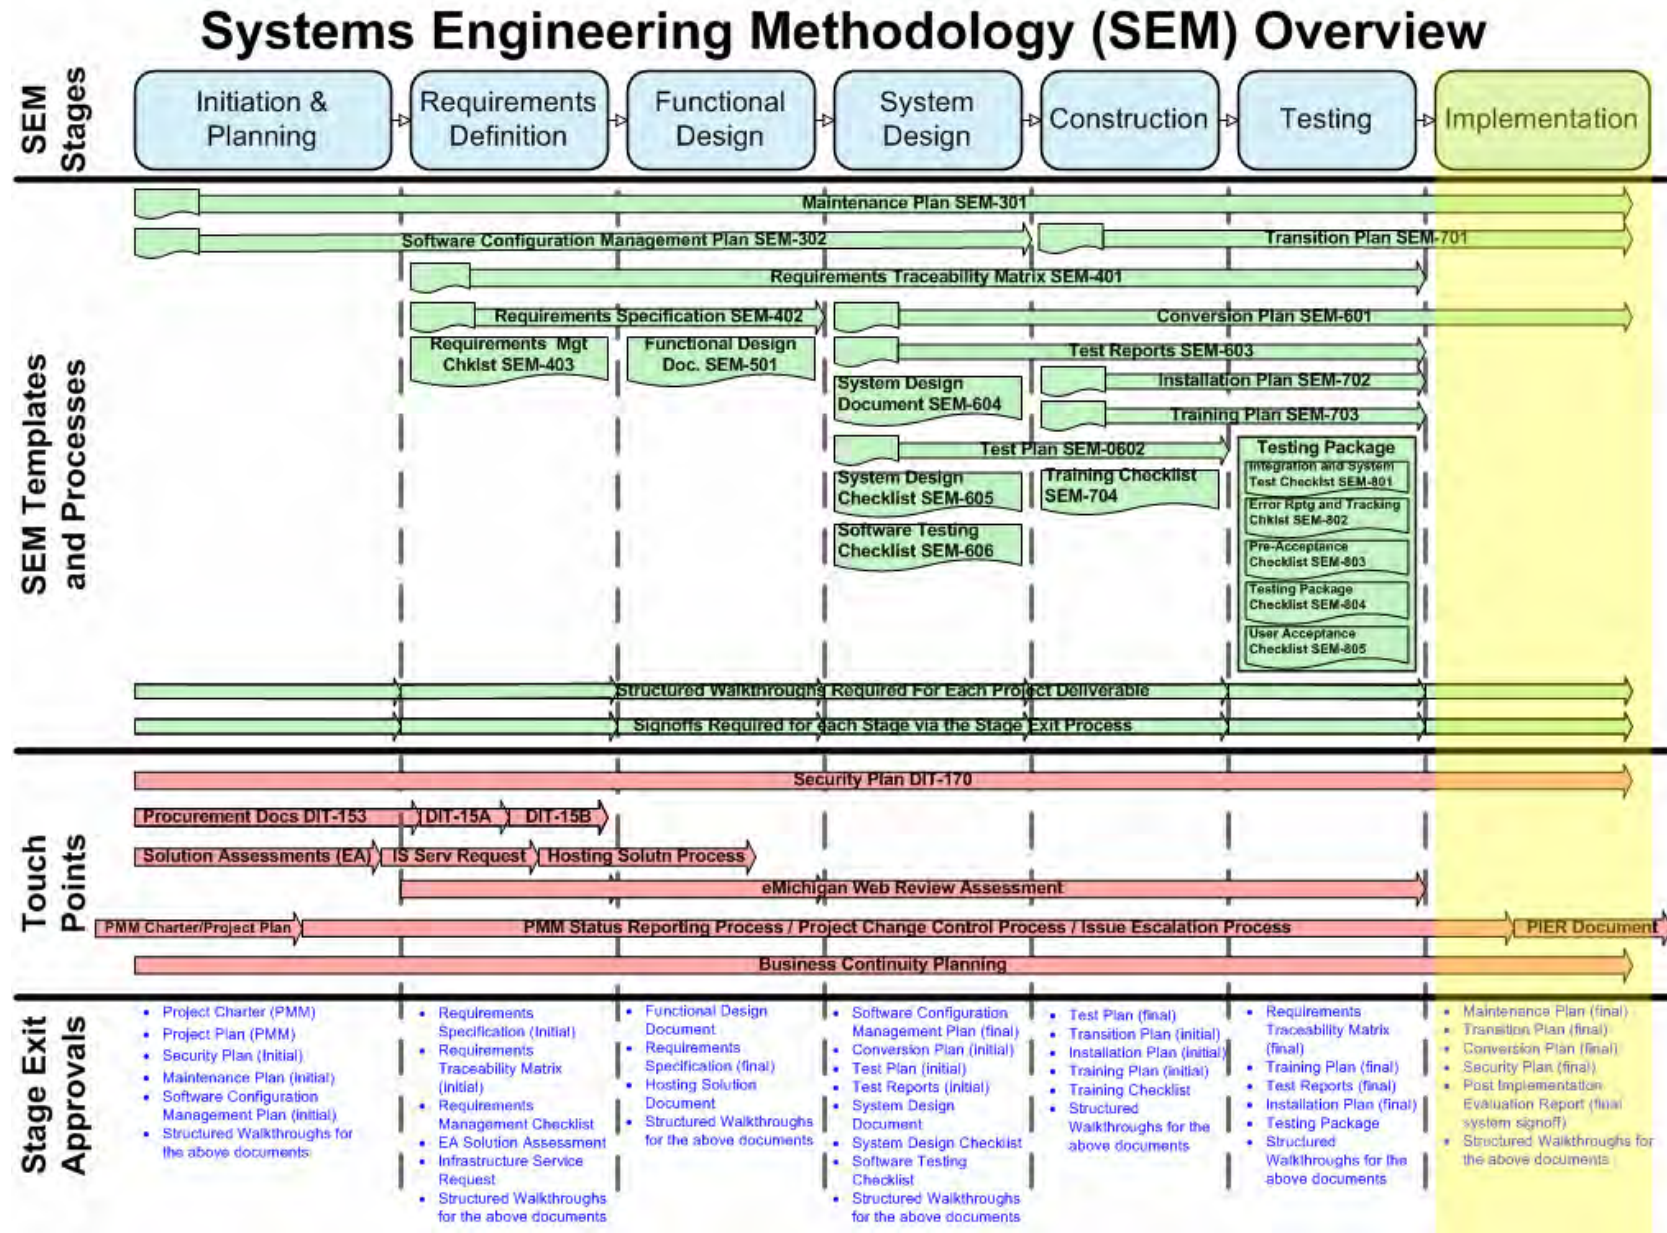 Systems Engineering Methodology (SEM) Overview
SEM
Stages
Initiation &
Planning
Requirements
Definition
Functional
Design
System
Design
Construction
Testing
Implementation
SEM Templates
and Processes
Maintenance Plan SEM-301
Software Configuration Management Plan SEM-302
Transition Plan SEM-701
Requirements Traceability Matrix SEM-401
Requirements Specification SEM-402
Conversion Plan SEM-601
Requirements Mgt
Chklst SEM-403
Functional Design
Doc. SEM-501
Test Reports SEM-603
System Design
Document SEM-604
Installation Plan SEM-702
Training Plan SEM-703
Test Plan SEM-0602
System Design
Checklist SEM-605
Training Checklist
SEM-704
Software Testing
Checklist SEM-606
Testing Package
Integration and System
Test Checklst SEM-801
Error Rptg and Tracking
Chklst SEM-802
Pre-Acceptance
Checklist SEM-803
Testing Package
Checklist SEM-804
User Acceptance
Checklist SEM-805
Structured Walkthroughs Required For Each Project Deliverable
Signoffs Required for each Stage via the Stage Exit Process
Touch
Points
Security Plan DIT-170
Procurement Docs DIT-153
DIT-15A
DIT-15B
Solution Assessments (EA)
IS Serv Request
Hosting Solutn Process
eMichigan Web Review Assessment
PMM Charter/Project Plan
PMM Status Reporting Process / Project Change Control Process / Issue Escalation Process
PIER Document
Business Continuity Planning
Stage Exit
Approvals
• Project Charter (PMM)
• Project Plan (PMM)
• Security Plan (Initial)
• Maintenance Plan (initial)
• Software Configuration
Management Plan (initial)
• Structured Walkthroughs for
the above documents
• Requirements
Specification (Initial)
• Requirements
Traceability Matrix
(initial)
• Requirements
Management Checklist
• EA Solution Assessment
• Infrastructure Service
Request
• Structured Walkthroughs
for the above documents
• Functional Design
Document
• Requirements
Specification (final)
• Hosting Solution
Document
• Structured Walkthroughs
for the above documents
• Software Configuration
Management Plan (final)
• Conversion Plan (initial)
• Test Plan (initial)
• Test Reports (initial)
• System Design
Document
• System Design Checklist
• Software Testing
Checklist
• Structured Walkthroughs
for the above documents
• Test Plan (final)
• Transition Plan (initial)
• Installation Plan (initial)
• Training Plan (initial)
• Training Checklist
• Structured
Walkthroughs for the
above documents
• Requirements
Traceability Matrix
(final)
• Training Plan (final)
• Test Reports (final)
• Installation Plan (final)
• Testing Package
• Structured
Walkthroughs for the
above documents
• Maintenance Plan (final)
• Transition Plan (final)
• Conversion Plan (final)
• Security Plan (final)
• Post Implementation
Evaluation Report (final
system signoff)
• Structured Walkthroughs for
the above documents